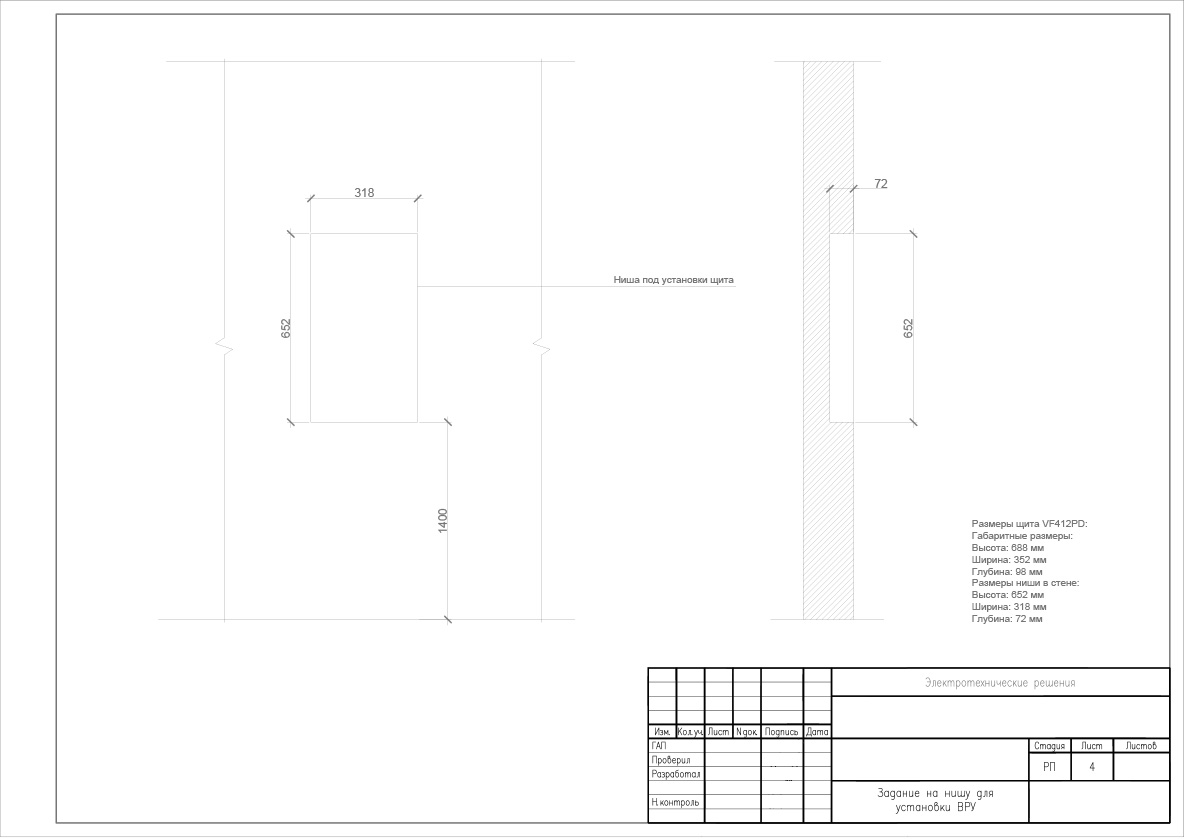 318
72
652
Ниша под установки щита
652
1400
Размеры щита VF412PD:
Габаритные размеры:
Высота: 688 мм
Ширина: 352 мм
Глубина: 98 мм
Размеры ниши в стене:
Высота: 652 мм
Ширина: 318 мм
Глубина: 72 мм
Электротехнические решения
Изм. Кол.уч. Лист N док. Подпись Дата
ГАП Стадия Лист Листов
Проверил РП 4
Разработал
Задание на нишу для
Н.контроль установки ВРУ